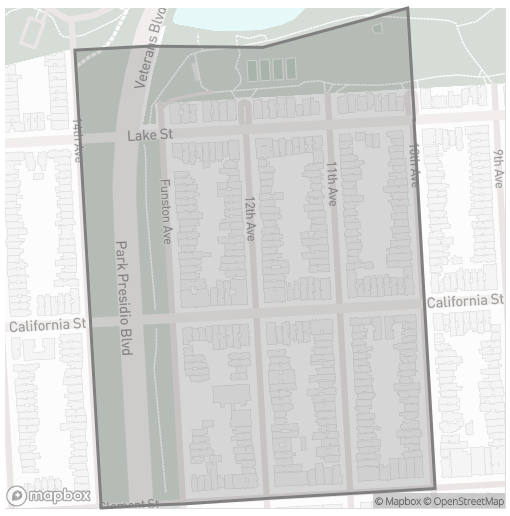 Veterans Blvd
14th Ave
Lake St
10th Ave
9th Ave
11th Ave
Funston Ave
12th Ave
Park Presidio Blvd
California St
California St
Clement St
mapbox
© Mapbox © OpenStreetMap